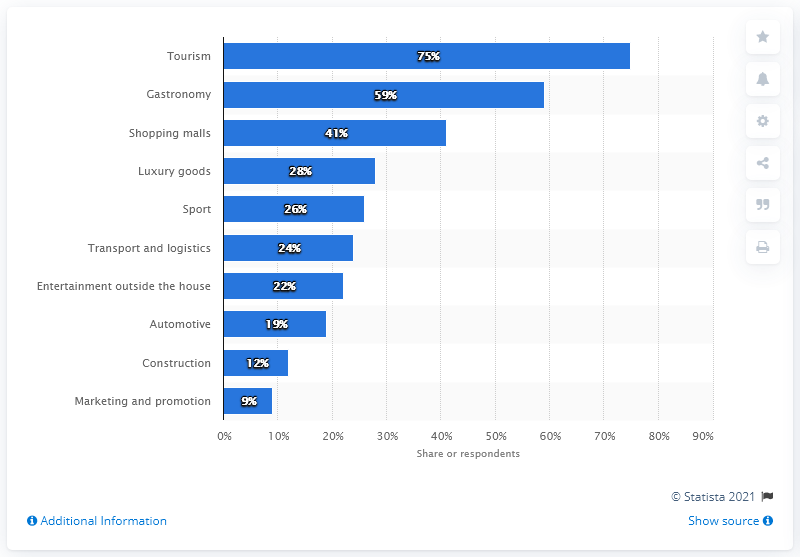 Tourism 75%
Gastronomy 59%
Shopping malls 41%
Luxury goods 28%
Sport 26%
Transport and logistics 24%
Entertainment outside the house 22%
Automotive 19%
Construction 12%
Marketing and promotion 9%
0% 10% 20% 30% 40% 50% 60% 70% 80% 90%
Share or respondents
© Statista 2021
Additional Information Show source